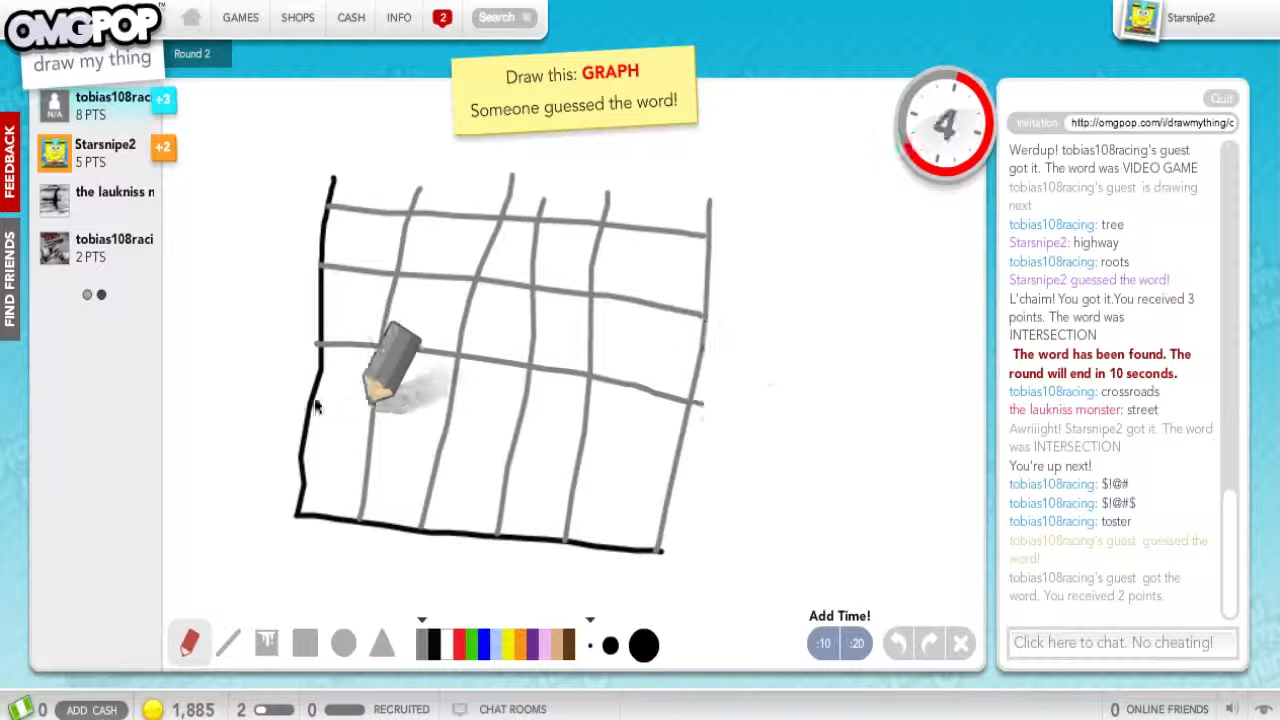 OMGPOP™
GAMES
SHOPS
CASH
INFO
2
Search
Starsnipe2
draw my thing
Round 2
Draw this: GRAPH
Someone guessed the word!
4
FEEDBACK
FIND FRIENDS
tobias108rac +3
N/A
8 PTS
Starsnipe2 +2
5 PTS
the laukniss n
tobias108raci
2 PTS
Quit
Invitation http://omgpop.com/i/drawmything/c
Werdup! tobias108racing's guest
got it. The word was VIDEO GAME
tobias108racing's guest is drawing
next
tobias108racing: tree
Starsnipe2: highway
tobias108racing: roots
Starsnipe2 guessed the word!
L'chaim! You got it.You received 3
points. The word was
INTERSECTION
The word has been found. The
round will end in 10 seconds.
tobias108racing: crossroads
the laukniss monster: street
Awriiight! Starsnipe2 got it. The word
was INTERSECTION
You're up next!
tobias108racing: $!@#
tobias108racing: $!@#$
tobias108racing: toster
tobias108racing's guest guessed the
word!
tobias108racing's guest got the
word. You received 2 points.
Click here to chat. No cheating!
Add Time!
:10 :20
0 ADD CASH 1,885 2 0 RECRUITED CHAT ROOMS 0 ONLINE FRIENDS